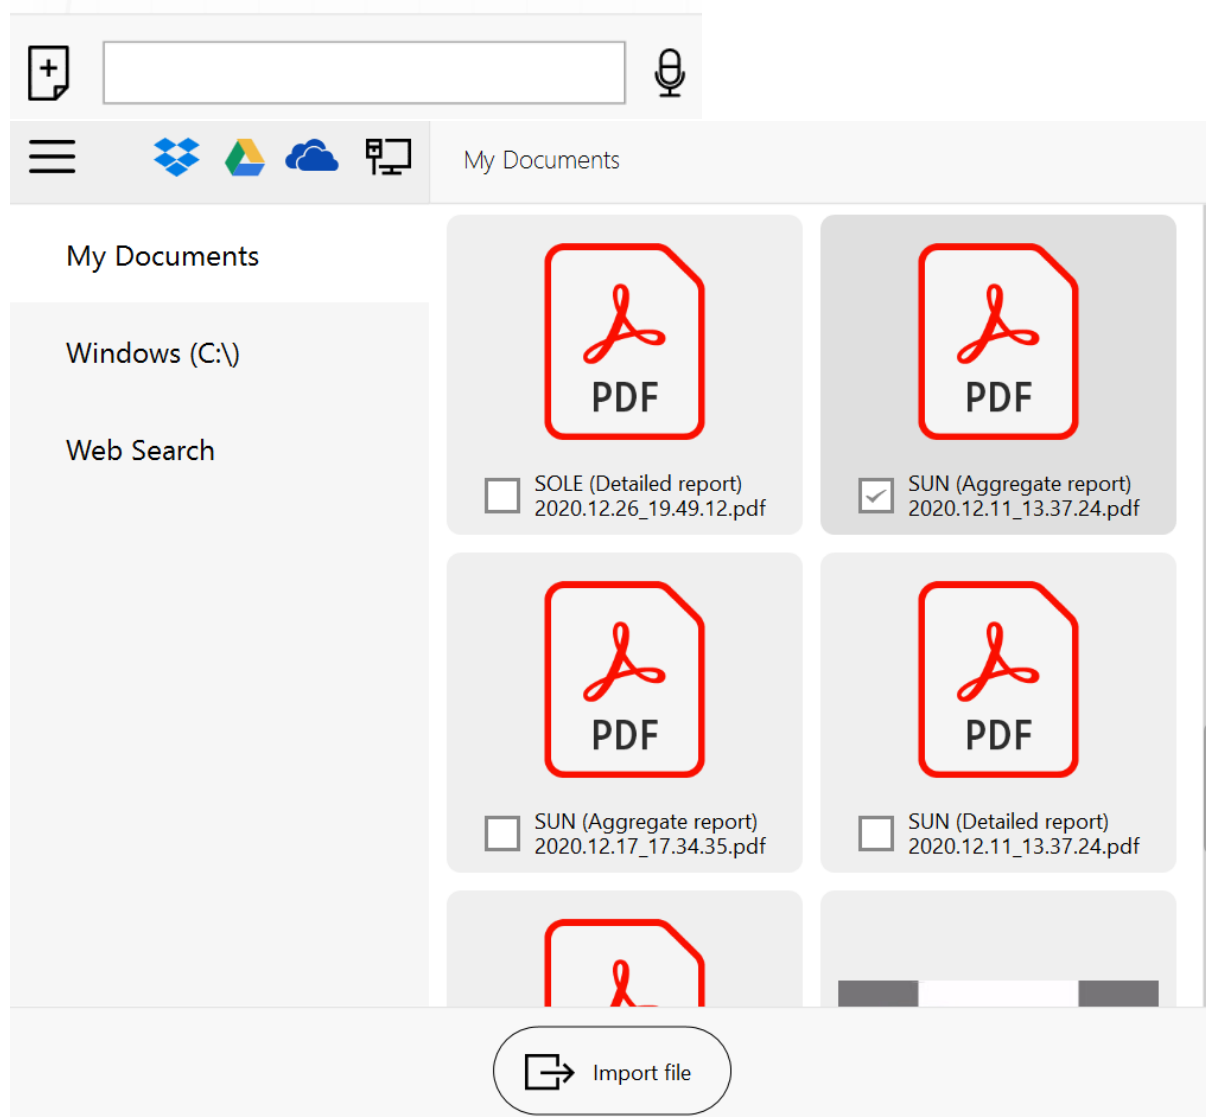 My Documents
My Documents
Windows (C:\)
Web Search
PDF
SOLE (Detailed report)
2020.12.26_19.49.12.pdf
PDF
SUN (Aggregate report)
2020.12.11_13.37.24.pdf
PDF
SUN (Aggregate report)
2020.12.17_17.34.35.pdf
PDF
SUN (Detailed report)
2020.12.11_13.37.24.pdf
Import file